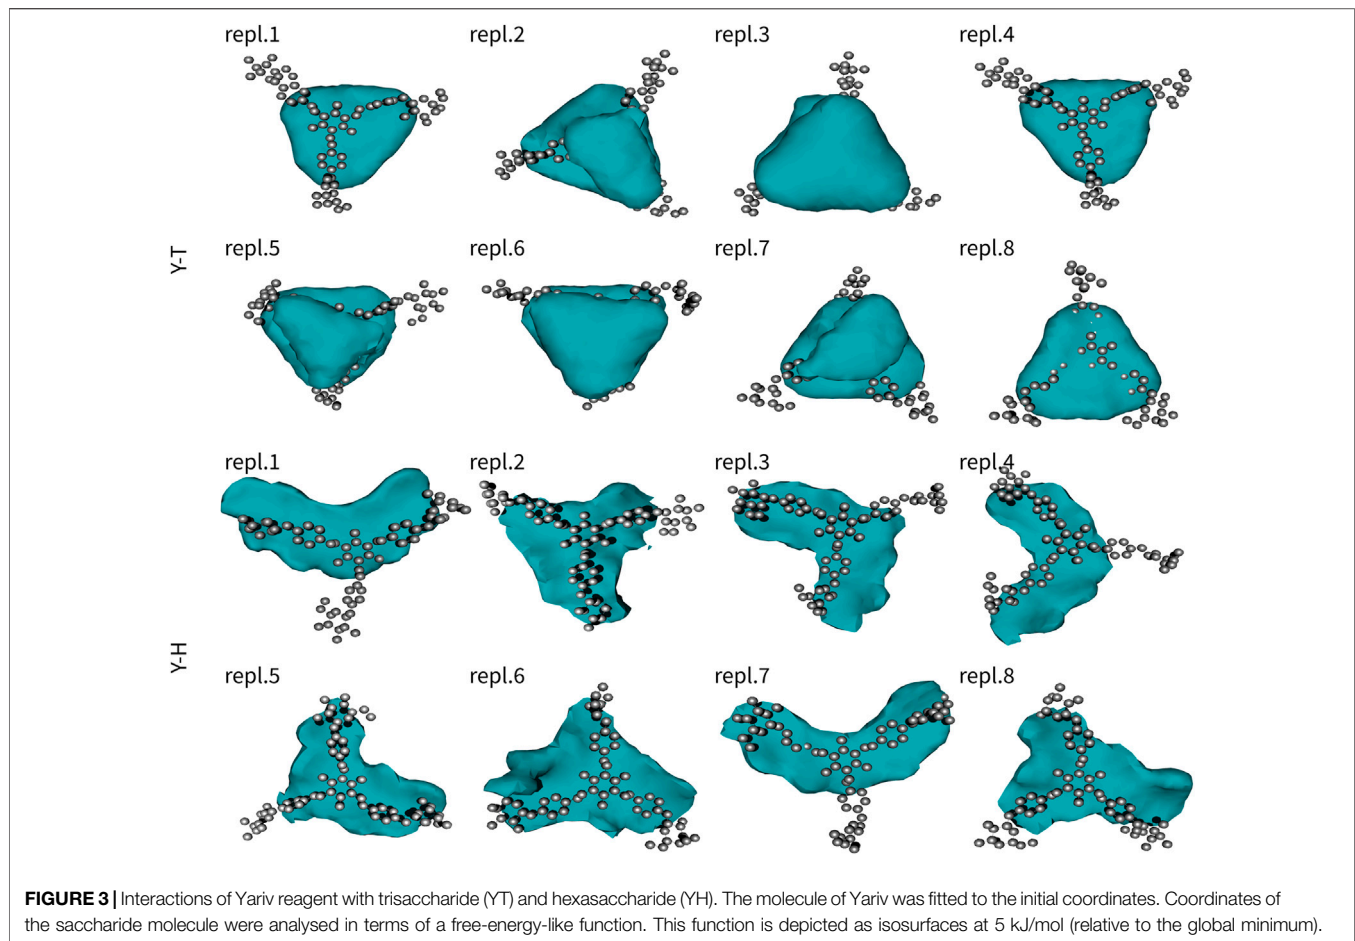 repl.1 repl.2 repl.3 repl.4
Y-T
repl.5 repl.6 repl.7 repl.8
repl.1 repl.2 repl.3 repl.4
Y-H
repl.5 repl.6 repl.7 repl.8
FIGURE 3 | Interactions of Yariv reagent with trisaccharide (YT) and hexasaccharide (YH). The molecule of Yariv was fitted to the initial coordinates. Coordinates of
the saccharide molecule were analysed in terms of a free-energy-like function. This function is depicted as isosurfaces at 5 kJ/mol (relative to the global minimum).